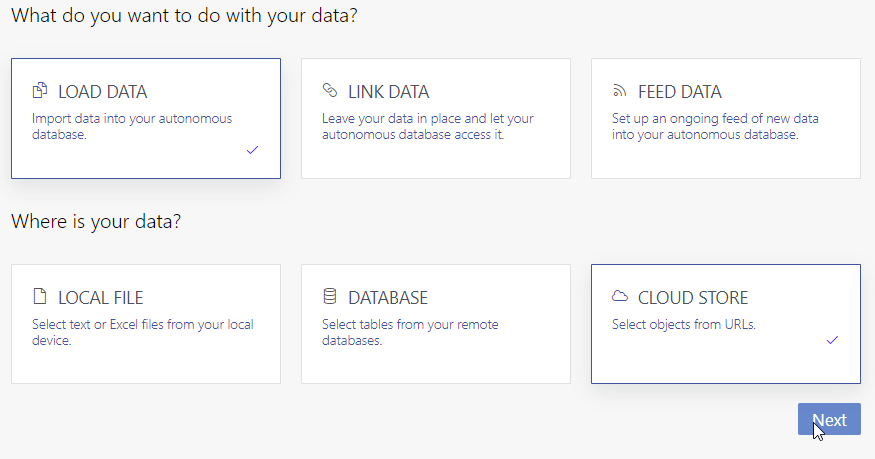 What do you want to do with your data?
LOAD DATA
Import data into your autonomous
database.
LINK DATA
Leave your data in place and let your
autonomous database access it.
FEED DATA
Set up an ongoing feed of new data
into your autonomous database.
Where is your data?
LOCAL FILE
Select text or Excel files from your local
device.
DATABASE
Select tables from your remote
databases.
CLOUD STORE
Select objects from URLs.
Next